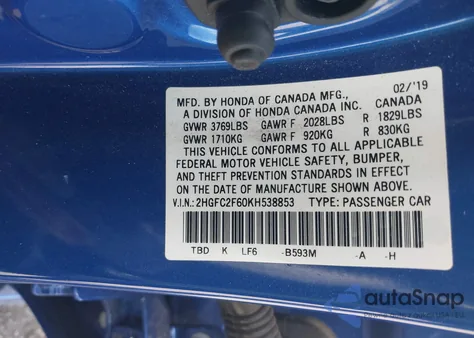 MFD. BY HONDA OF CANADA MFG., 02/'19
A DIVISION OF HONDA CANADA INC. CANADA
GVWR 3769LBS GAWR F 2028LBS R 1829LBS
GVWR 1710KG GAWR F 920KG R 830KG
THIS VEHICLE CONFORMS TO ALL APPLICABLE
FEDERAL MOTOR VEHICLE SAFETY, BUMPER,
AND THEFT PREVENTION STANDARDS IN EFFECT
ON THE DATE OF MANUFACTURE SHOWN ABOVE.
V.I.N.: 2HGFC2F60KH538853 TYPE: PASSENGER CAR
TBD K LF6 -B593M -A -H
autoSnap